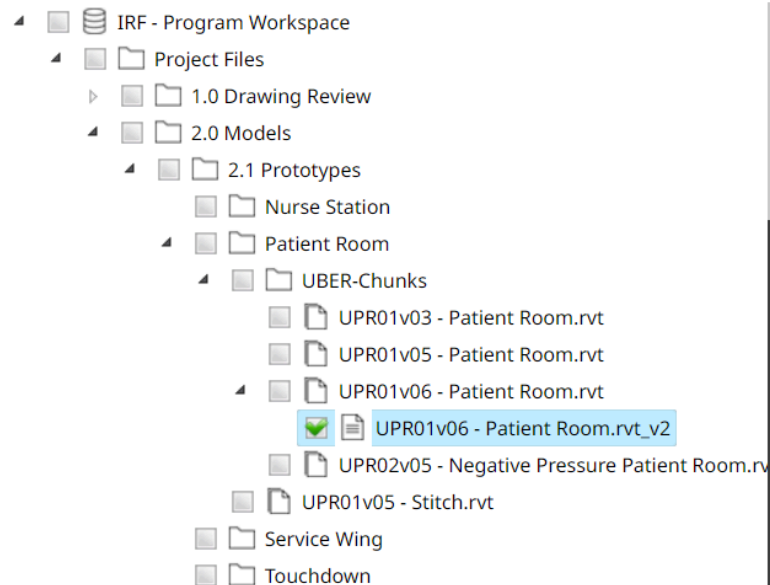 IRF - Program Workspace
Project Files
1.0 Drawing Review
2.0 Models
2.1 Prototypes
Nurse Station
Patient Room
UBER-Chunks
UPR01v03 - Patient Room.rvt
UPR01v05 - Patient Room.rvt
UPR01v06 - Patient Room.rvt
UPR01v06 - Patient Room.rvt_v2
UPR02v05 - Negative Pressure Patient Room.rv
UPR01v05 - Stitch.rvt
Service Wing
Touchdown